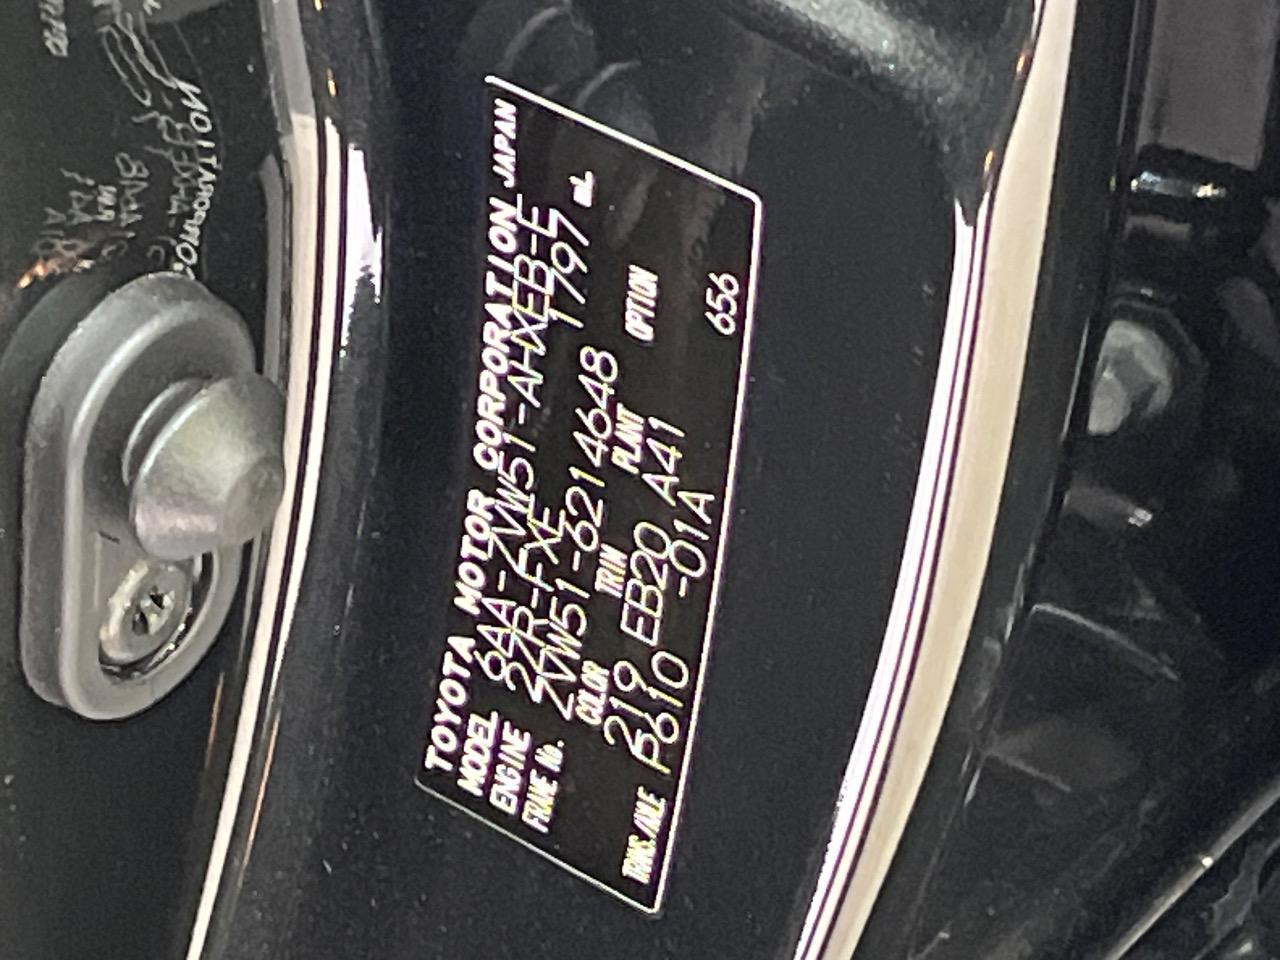 TOYOTA MOTOR CORPORATION JAPAN
MODEL 6AA-ZVW51-AHXEB-E
ENGINE 2ZR-FXE 1797 mL
FRAME No. ZVW51-6214648
COLOR TRIM PLANT OPTION
219 EB20 A41
TRANS./AXLE P610 -01A 656